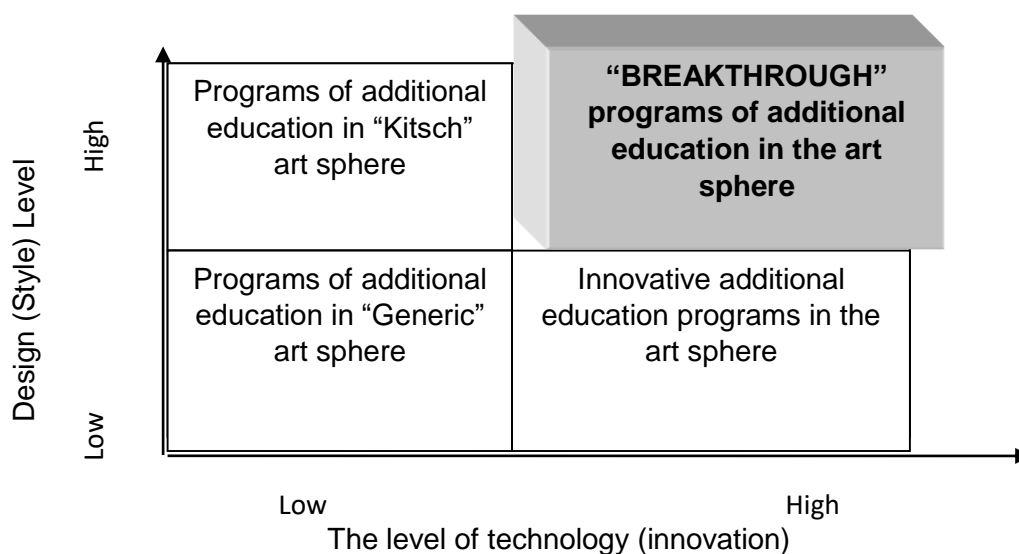 Programs of additional
education in “Kitsch”
art sphere
“BREAKTHROUGH”
programs of additional
education in the art
sphere
Programs of additional
education in “Generic”
art sphere
Innovative additional
education programs in the
art sphere
Design (Style) Level
High
Low
Low
High
The level of technology (innovation)